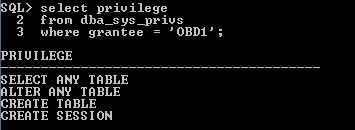 SQL> select privilege
2 from dba_sys_privs
3 where grantee = 'OBD1';
PRIVILEGE
----------------------------------------
SELECT ANY TABLE
ALTER ANY TABLE
CREATE TABLE
CREATE SESSION